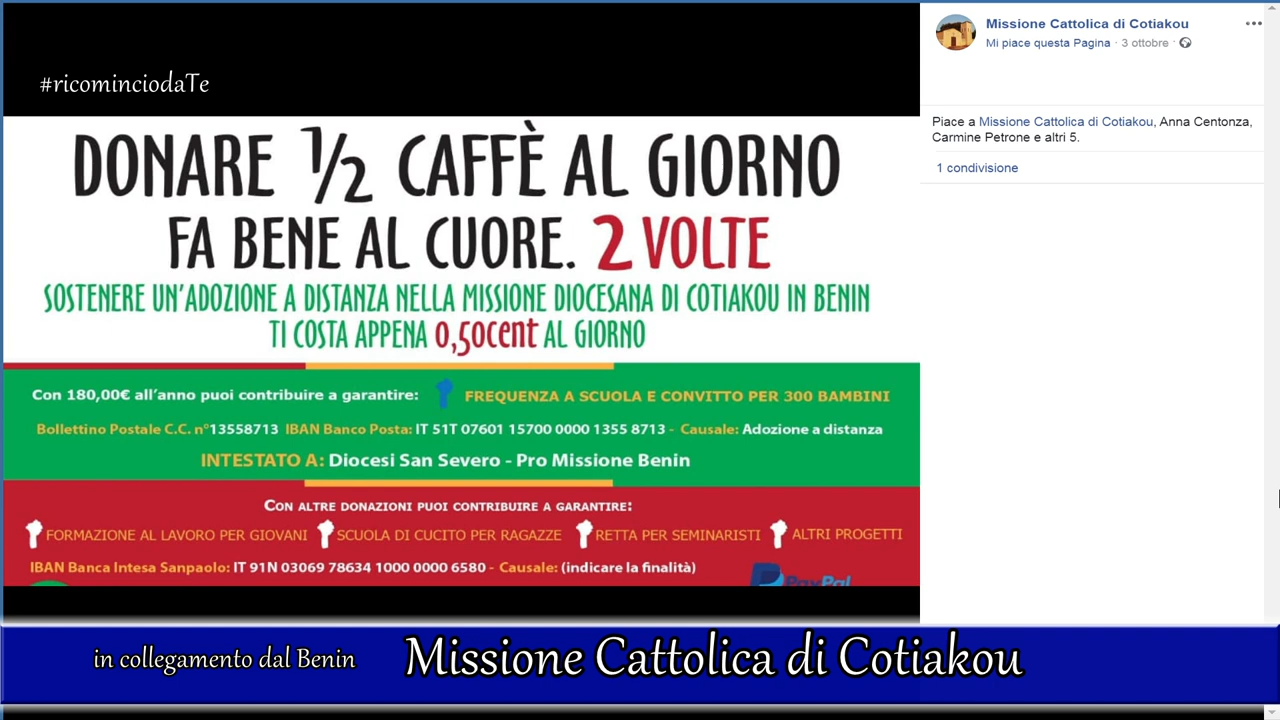 #ricominciodaTe
DONARE ½ CAFFÈ AL GIORNO
FA BENE AL CUORE. 2 VOLTE
SOSTENERE UN'ADOZIONE A DISTANZA NELLA MISSIONE DIOCESANA DI COTIAKOU IN BENIN
TI COSTA APPENA 0,50cent AL GIORNO
Con 180,00€ all'anno puoi contribuire a garantire: FREQUENZA A SCUOLA E CONVITTO PER 300 BAMBINI
Bollettino Postale C.C. n°13558713 IBAN Banco Posta: IT 51T 07601 15700 0000 1355 8713 - Causale: Adozione a distanza
INTESTATO A: Diocesi San Severo - Pro Missione Benin
CON ALTRE DONAZIONI PUOI CONTRIBUIRE A GARANTIRE:
FORMAZIONE AL LAVORO PER GIOVANI SCUOLA DI CUCITO PER RAGAZZE RETTA PER SEMINARISTI ALTRI PROGETTI
IBAN Banca Intesa Sanpaolo: IT 91N 03069 78634 1000 0000 6580 - Causale: (indicare la finalità)
PayPal
Missione Cattolica di Cotiakou
Mi piace questa Pagina · 3 ottobre ·
Piace a Missione Cattolica di Cotiakou, Anna Centonza,
Carmine Petrone e altri 5.
1 condivisione
in collegamento dal Benin Missione Cattolica di Cotiakou